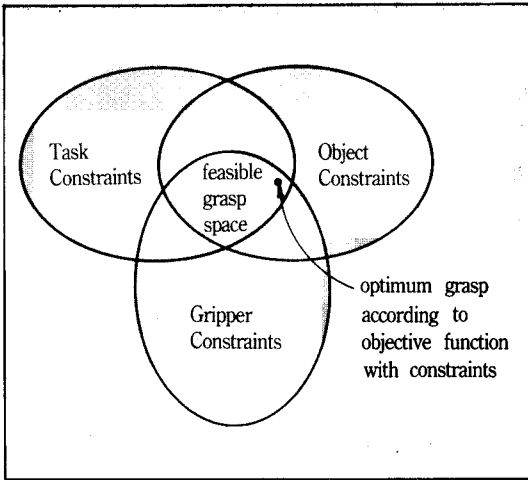 Task
Constraints
Object
Constraints
feasible
grasp
space
Gripper
Constraints
optimum grasp
according to
objective function
with constraints